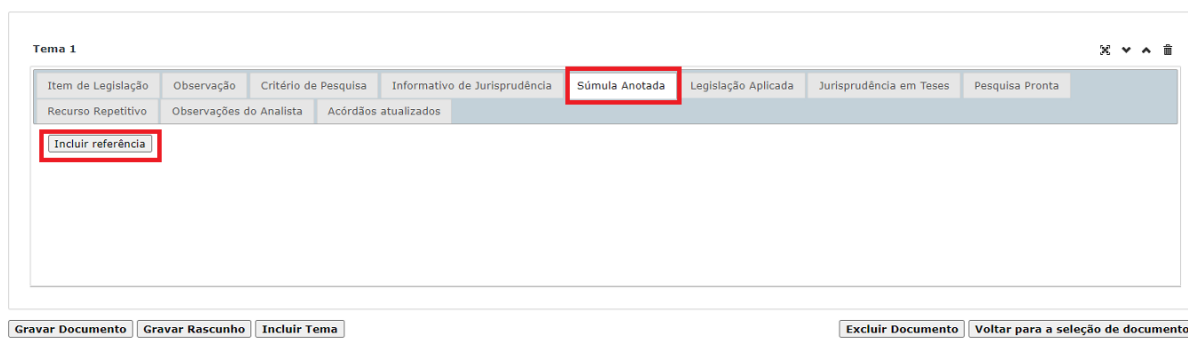 Tema 1
Item de Legislação Observação Critério de Pesquisa Informativo de Jurisprudência Súmula Anotada Legislação Aplicada Jurisprudência em Teses Pesquisa Pronta
Recurso Repetitivo Observações do Analista Acórdãos atualizados
Incluir referência
Gravar Documento Gravar Rascunho Incluir Tema Excluir Documento Voltar para a seleção de documento